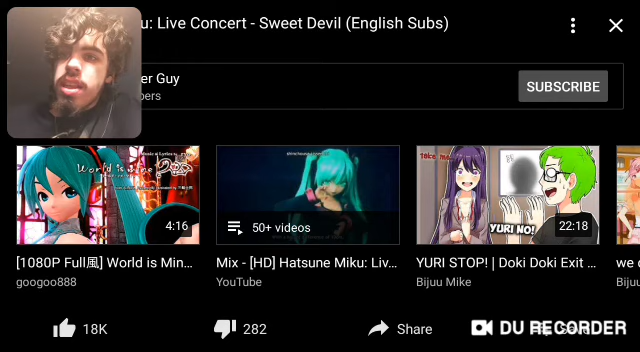 u: Live Concert - Sweet Devil (English Subs)
er Guy
bers
SUBSCRIBE
World is mine
4:16
[1080P Full風] World is Min...
googoo888
50+ videos
Mix - [HD] Hatsune Miku: Liv...
YouTube
YURI NO!
22:18
YURI STOP! | Doki Doki Exit ...
Bijuu Mike
we c
Bijuu
18K
282
Share
DU RECORDER